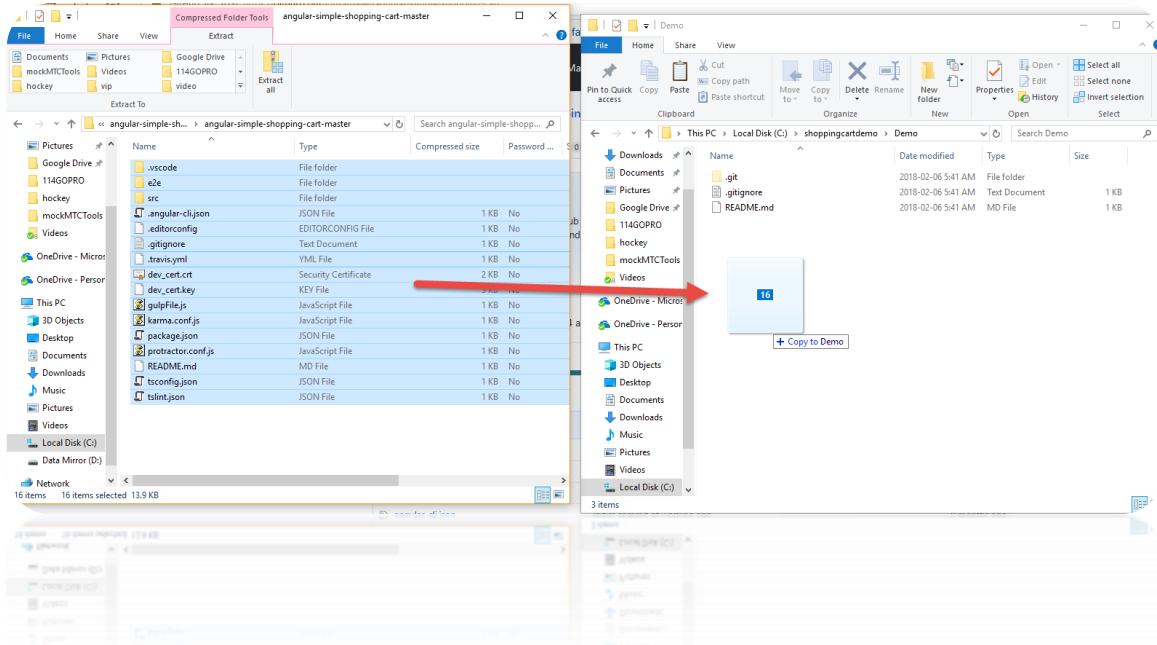 Compressed Folder Tools angular-simple-shopping-cart-master
File Home Share View Extract
Documents Pictures Google Drive
mockMTCTools Videos 114GOPRO
hockey vip video
Extract all
Extract To
« angular-simple-sh... › angular-simple-shopping-cart-master Search angular-simple-shopp...
Name Type Compressed size Password ...
Pictures
Google Drive
114GOPRO
hockey
mockMTCTools
Videos
OneDrive - Micros
OneDrive - Person
This PC
3D Objects
Desktop
Documents
Downloads
Music
Pictures
Videos
Local Disk (C:)
Data Mirror (D:)
Network
.vscode File folder
e2e File folder
src File folder
.angular-cli.json JSON File 1 KB No
.editorconfig EDITORCONFIG File 1 KB No
.gitignore Text Document 1 KB No
.travis.yml YML File 1 KB No
dev_cert.crt Security Certificate 2 KB No
dev_cert.key KEY File KB No
gulpFile.js JavaScript File 1 KB No
karma.conf.js JavaScript File 1 KB No
package.json JSON File 1 KB No
protractor.conf.js JavaScript File 1 KB No
README.md MD File 1 KB No
tsconfig.json JSON File 1 KB No
tslint.json JSON File 1 KB No
16 items 16 items selected 13.9 KB
Demo
File Home Share View
Pin to Quick access
Copy
Paste
Cut
Copy path
Paste shortcut
Clipboard
Move to
Copy to
Delete
Rename
Organize
New folder
New
Properties
Open
Edit
History
Open
Select all
Select none
Invert selection
Select
› This PC › Local Disk (C:) › shoppingcartdemo › Demo Search Demo
Name Date modified Type Size
.git 2018-02-06 5:41 AM File folder
.gitignore 2018-02-06 5:41 AM Text Document 1 KB
README.md 2018-02-06 5:41 AM MD File 1 KB
Downloads
Documents
Pictures
Google Drive
114GOPRO
hockey
mockMTCTools
Videos
OneDrive - Micros
OneDrive - Person
This PC
3D Objects
Desktop
Documents
Downloads
Music
Pictures
Videos
Local Disk (C:)
16
+ Copy to Demo
3 items